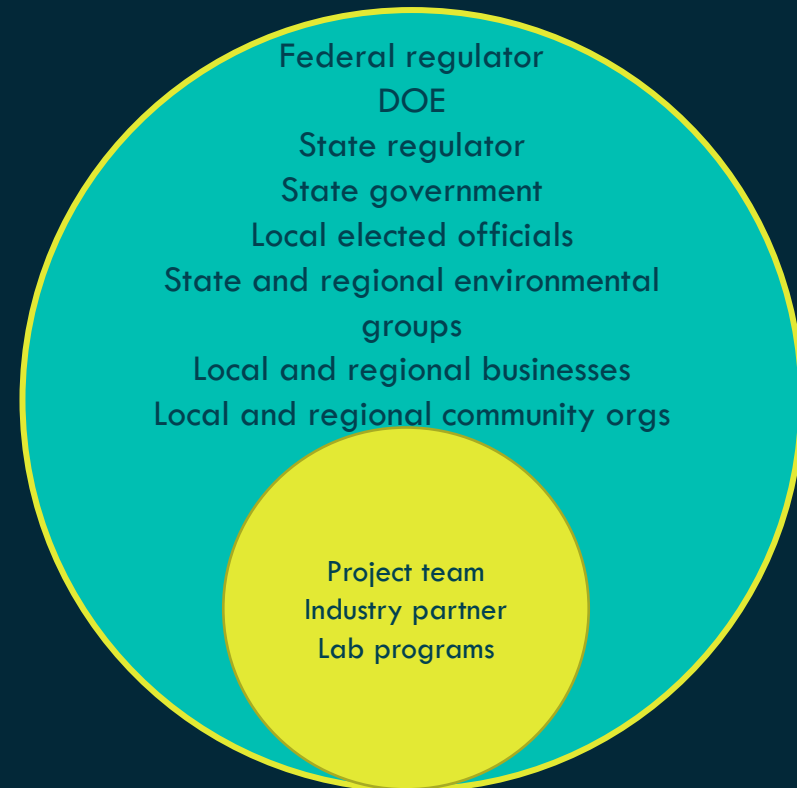 Federal regulator
DOE
State regulator
State government
Local elected officials
State and regional environmental
groups
Local and regional businesses
Local and regional community orgs
Project team
Industry partner
Lab programs